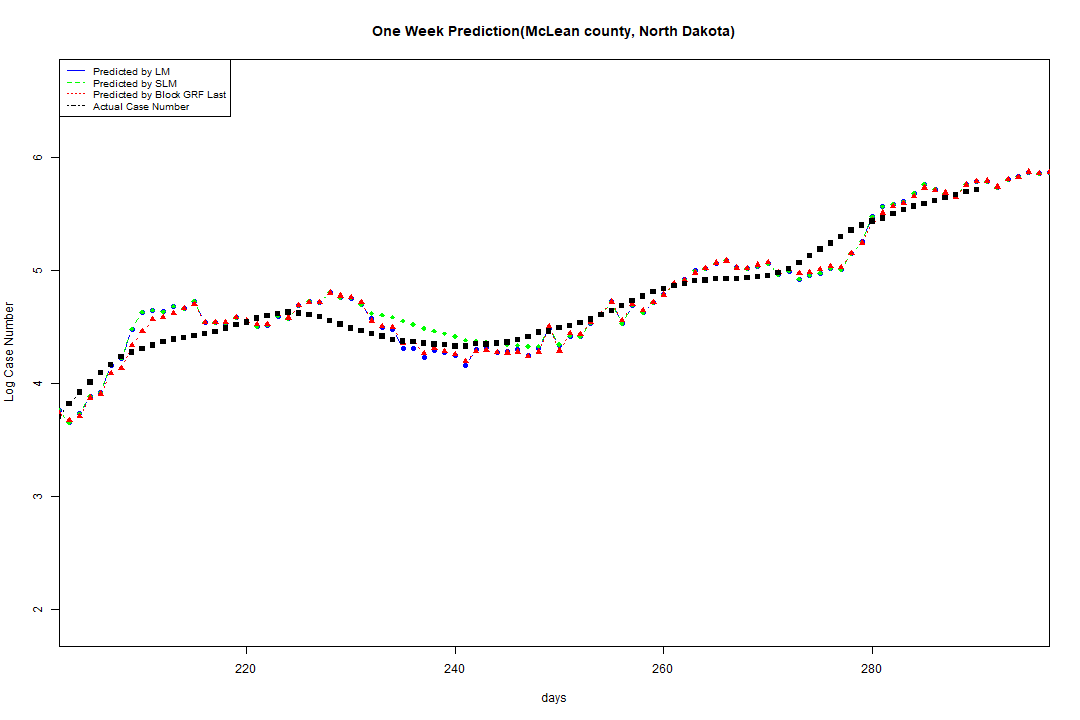 One Week Prediction(McLean county, North Dakota)
Predicted by LM
Predicted by SLM
Predicted by Block GRF Last
Actual Case Number
6
5
4
3
2
Log Case Number
220
240
260
280
days